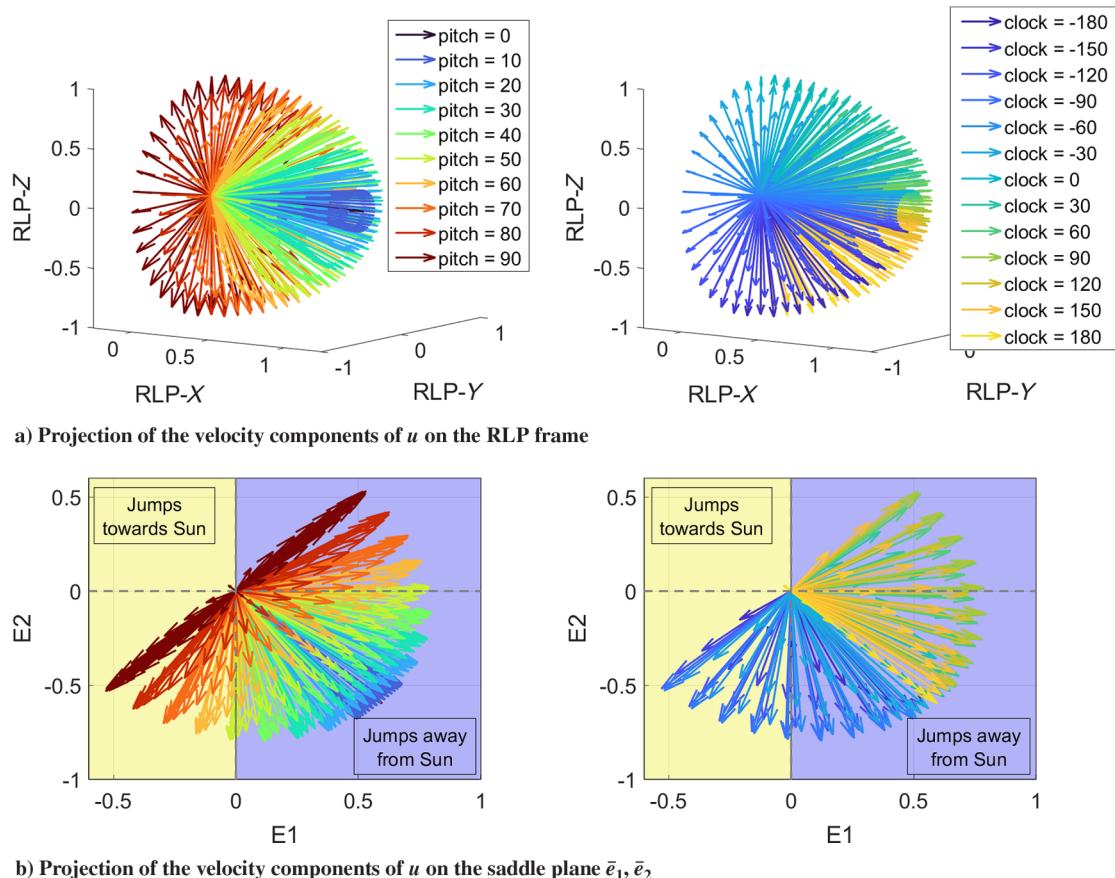 pitch = 0
pitch = 10
pitch = 20
pitch = 30
pitch = 40
pitch = 50
pitch = 60
pitch = 70
pitch = 80
pitch = 90
1
0.5
0
-0.5
-1
RLP-Z
0
0.5
1
RLP-X
-1
0
1
RLP-Y
clock = -180
clock = -150
clock = -120
clock = -90
clock = -60
clock = -30
clock = 0
clock = 30
clock = 60
clock = 90
clock = 120
clock = 150
clock = 180
1
0.5
0
-0.5
-1
RLP-Z
0
0.5
1
RLP-X
-1
0
RLP-Y
a) Projection of the velocity components of u on the RLP frame
Jumps
towards Sun
Jumps away
from Sun
0.5
0
-0.5
-1
E2
-0.5
0
0.5
1
E1
Jumps
towards Sun
Jumps away
from Sun
0.5
0
-0.5
-1
E2
-0.5
0
0.5
1
E1
b) Projection of the velocity components of u on the saddle plane ē₁, ē₂